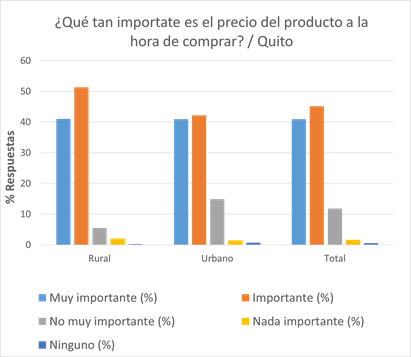 ¿Qué tan importate es el precio del producto a la
hora de comprar? / Quito
60
50
40
30
20
10
0
% Respuestas
Rural
Urbano
Total
Muy importante (%)
Importante (%)
No muy importante (%)
Nada importante (%)
Ninguno (%)